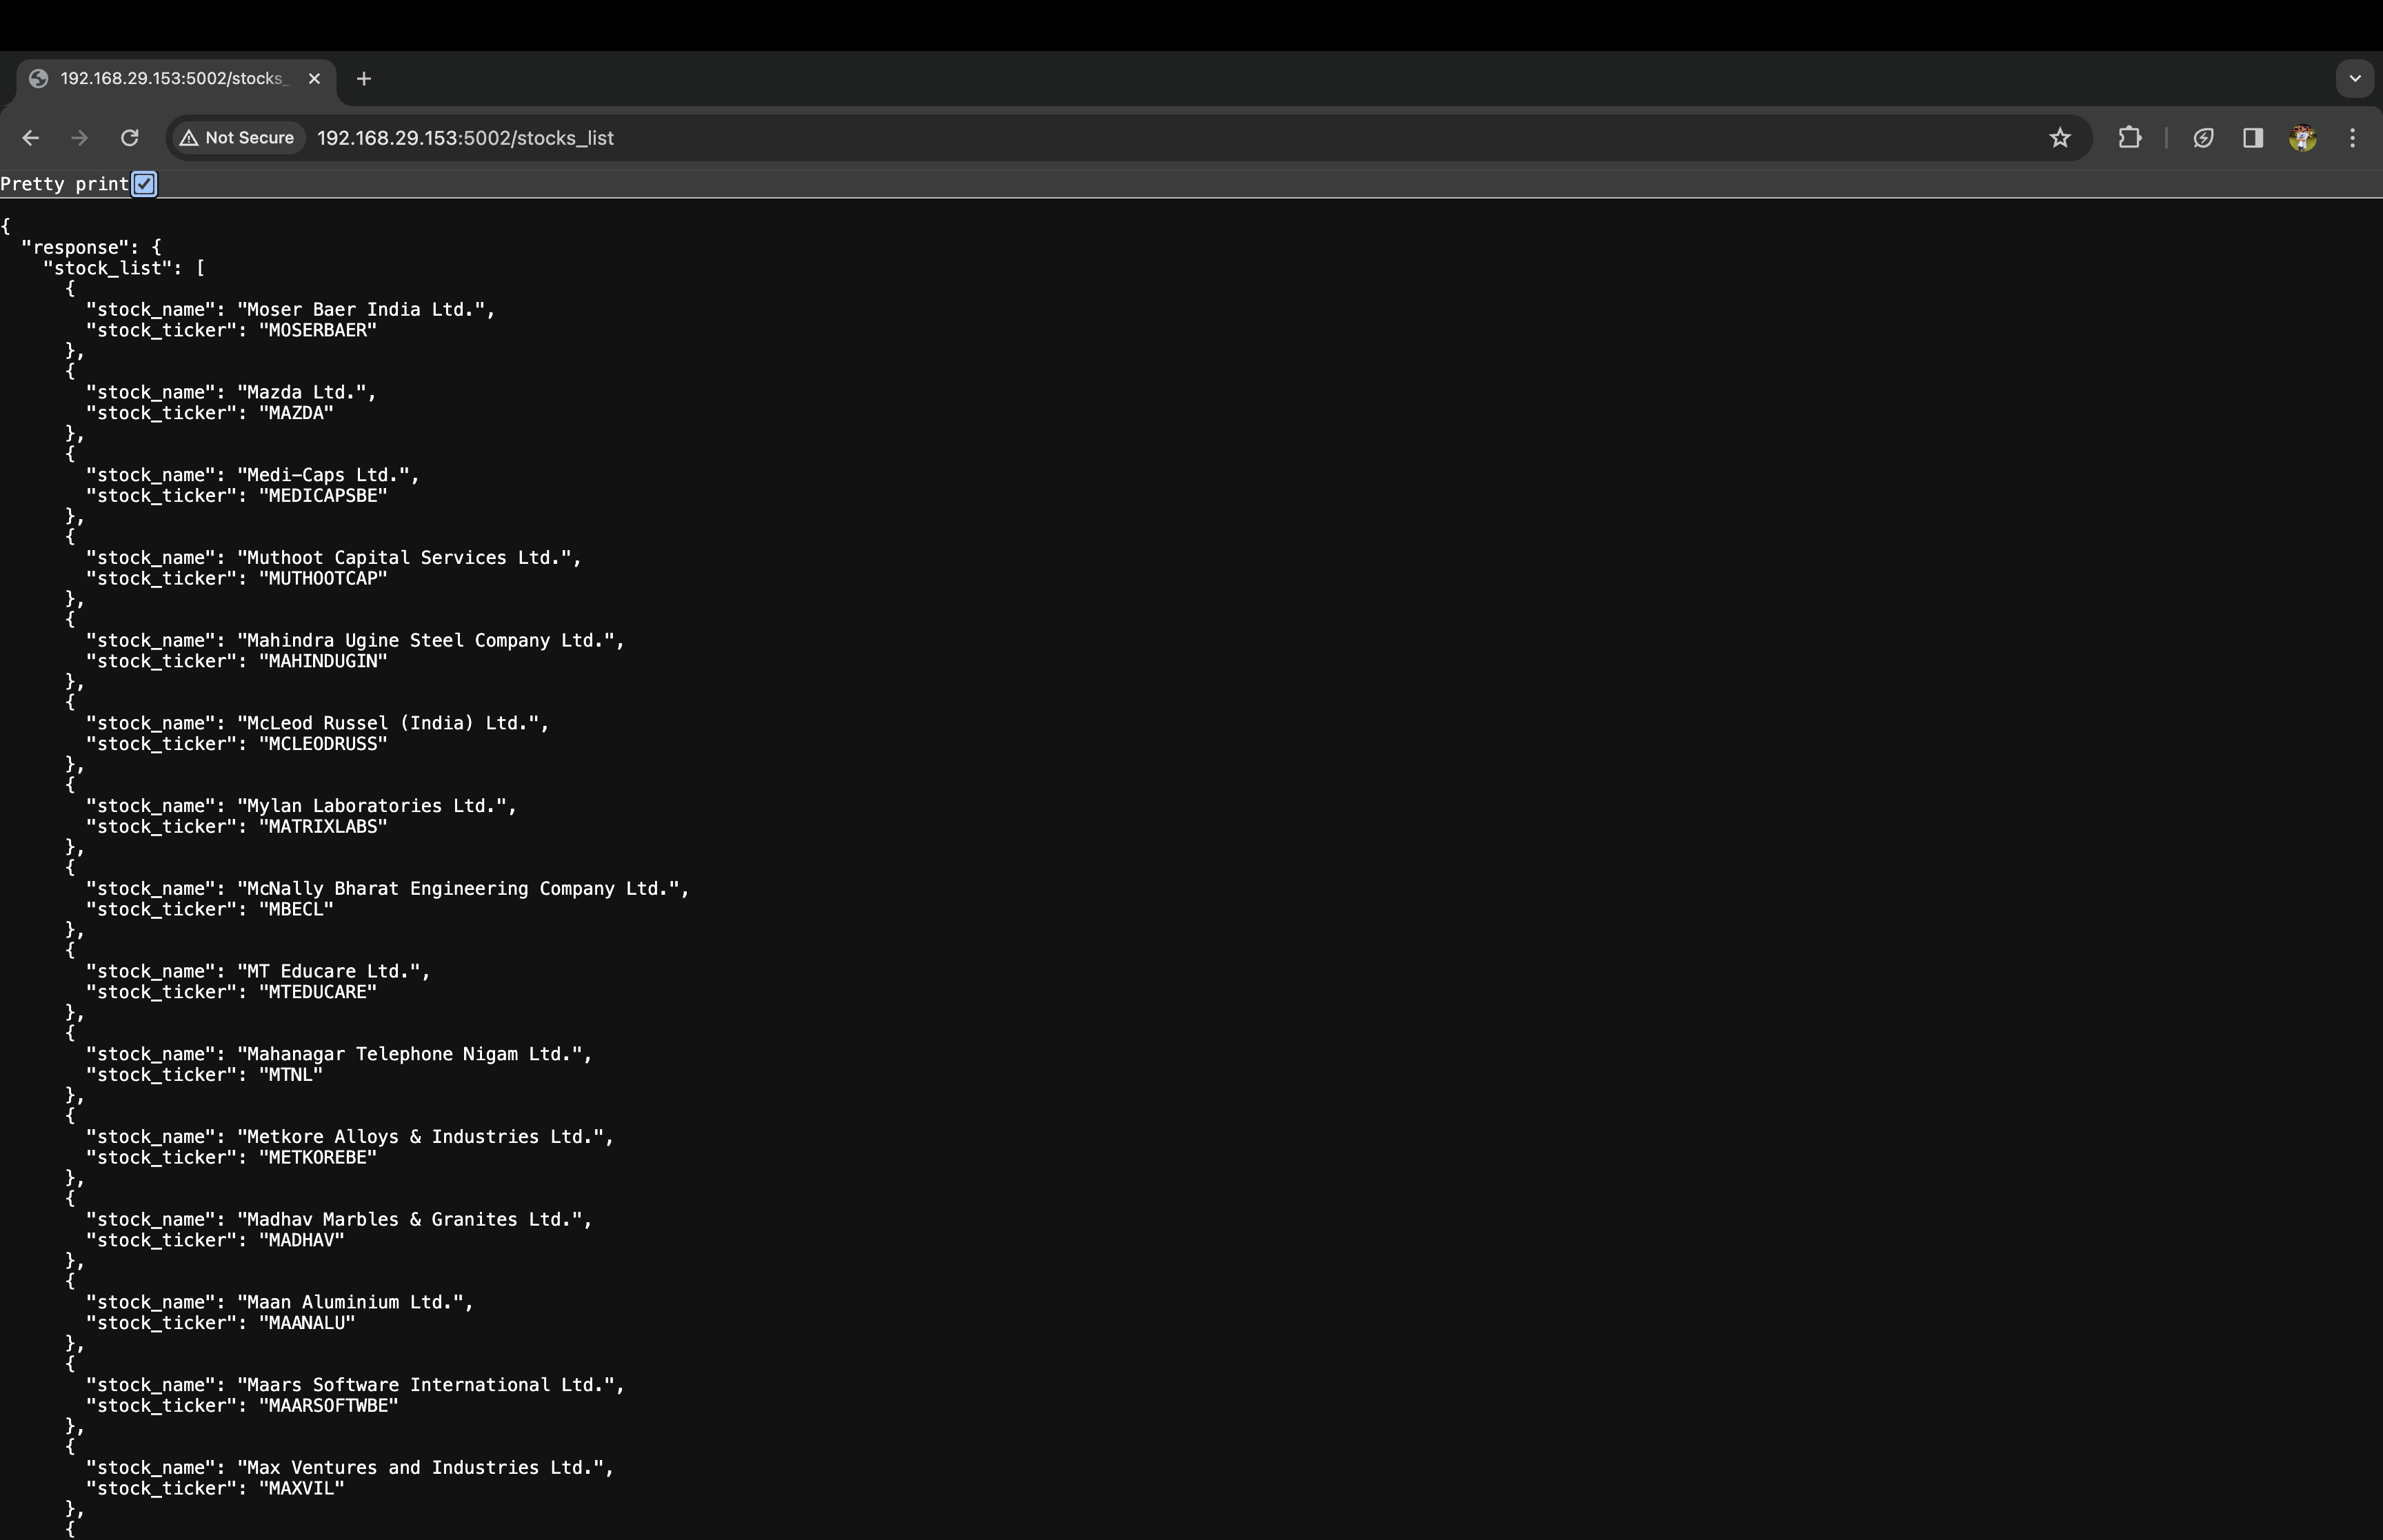 192.168.29.153:5002/stocks_
Not Secure 192.168.29.153:5002/stocks_list
Pretty print
{
"response": {
"stock_list": [
{
"stock_name": "Moser Baer India Ltd.",
"stock_ticker": "MOSERBAER"
},
{
"stock_name": "Mazda Ltd.",
"stock_ticker": "MAZDA"
},
{
"stock_name": "Medi-Caps Ltd.",
"stock_ticker": "MEDICAPSBE"
},
{
"stock_name": "Muthoot Capital Services Ltd.",
"stock_ticker": "MUTHOOTCAP"
},
{
"stock_name": "Mahindra Ugine Steel Company Ltd.",
"stock_ticker": "MAHINDUGIN"
},
{
"stock_name": "McLeod Russel (India) Ltd.",
"stock_ticker": "MCLEODRUSS"
},
{
"stock_name": "Mylan Laboratories Ltd.",
"stock_ticker": "MATRIXLABS"
},
{
"stock_name": "McNally Bharat Engineering Company Ltd.",
"stock_ticker": "MBECL"
},
{
"stock_name": "MT Educare Ltd.",
"stock_ticker": "MTEDUCARE"
},
{
"stock_name": "Mahanagar Telephone Nigam Ltd.",
"stock_ticker": "MTNL"
},
{
"stock_name": "Metkore Alloys & Industries Ltd.",
"stock_ticker": "METKOREBE"
},
{
"stock_name": "Madhav Marbles & Granites Ltd.",
"stock_ticker": "MADHAV"
},
{
"stock_name": "Maan Aluminium Ltd.",
"stock_ticker": "MAANALU"
},
{
"stock_name": "Maars Software International Ltd.",
"stock_ticker": "MAARSOFTWBE"
},
{
"stock_name": "Max Ventures and Industries Ltd.",
"stock_ticker": "MAXVIL"
},
{